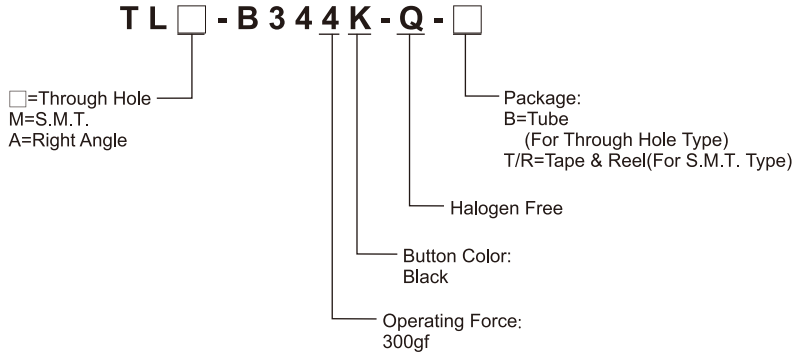 TL□-B344K-Q-□
□=Through Hole
M=S.M.T.
A=Right Angle
Package:
B=Tube
(For Through Hole Type)
T/R=Tape & Reel(For S.M.T. Type)
Halogen Free
Button Color:
Black
Operating Force:
300gf